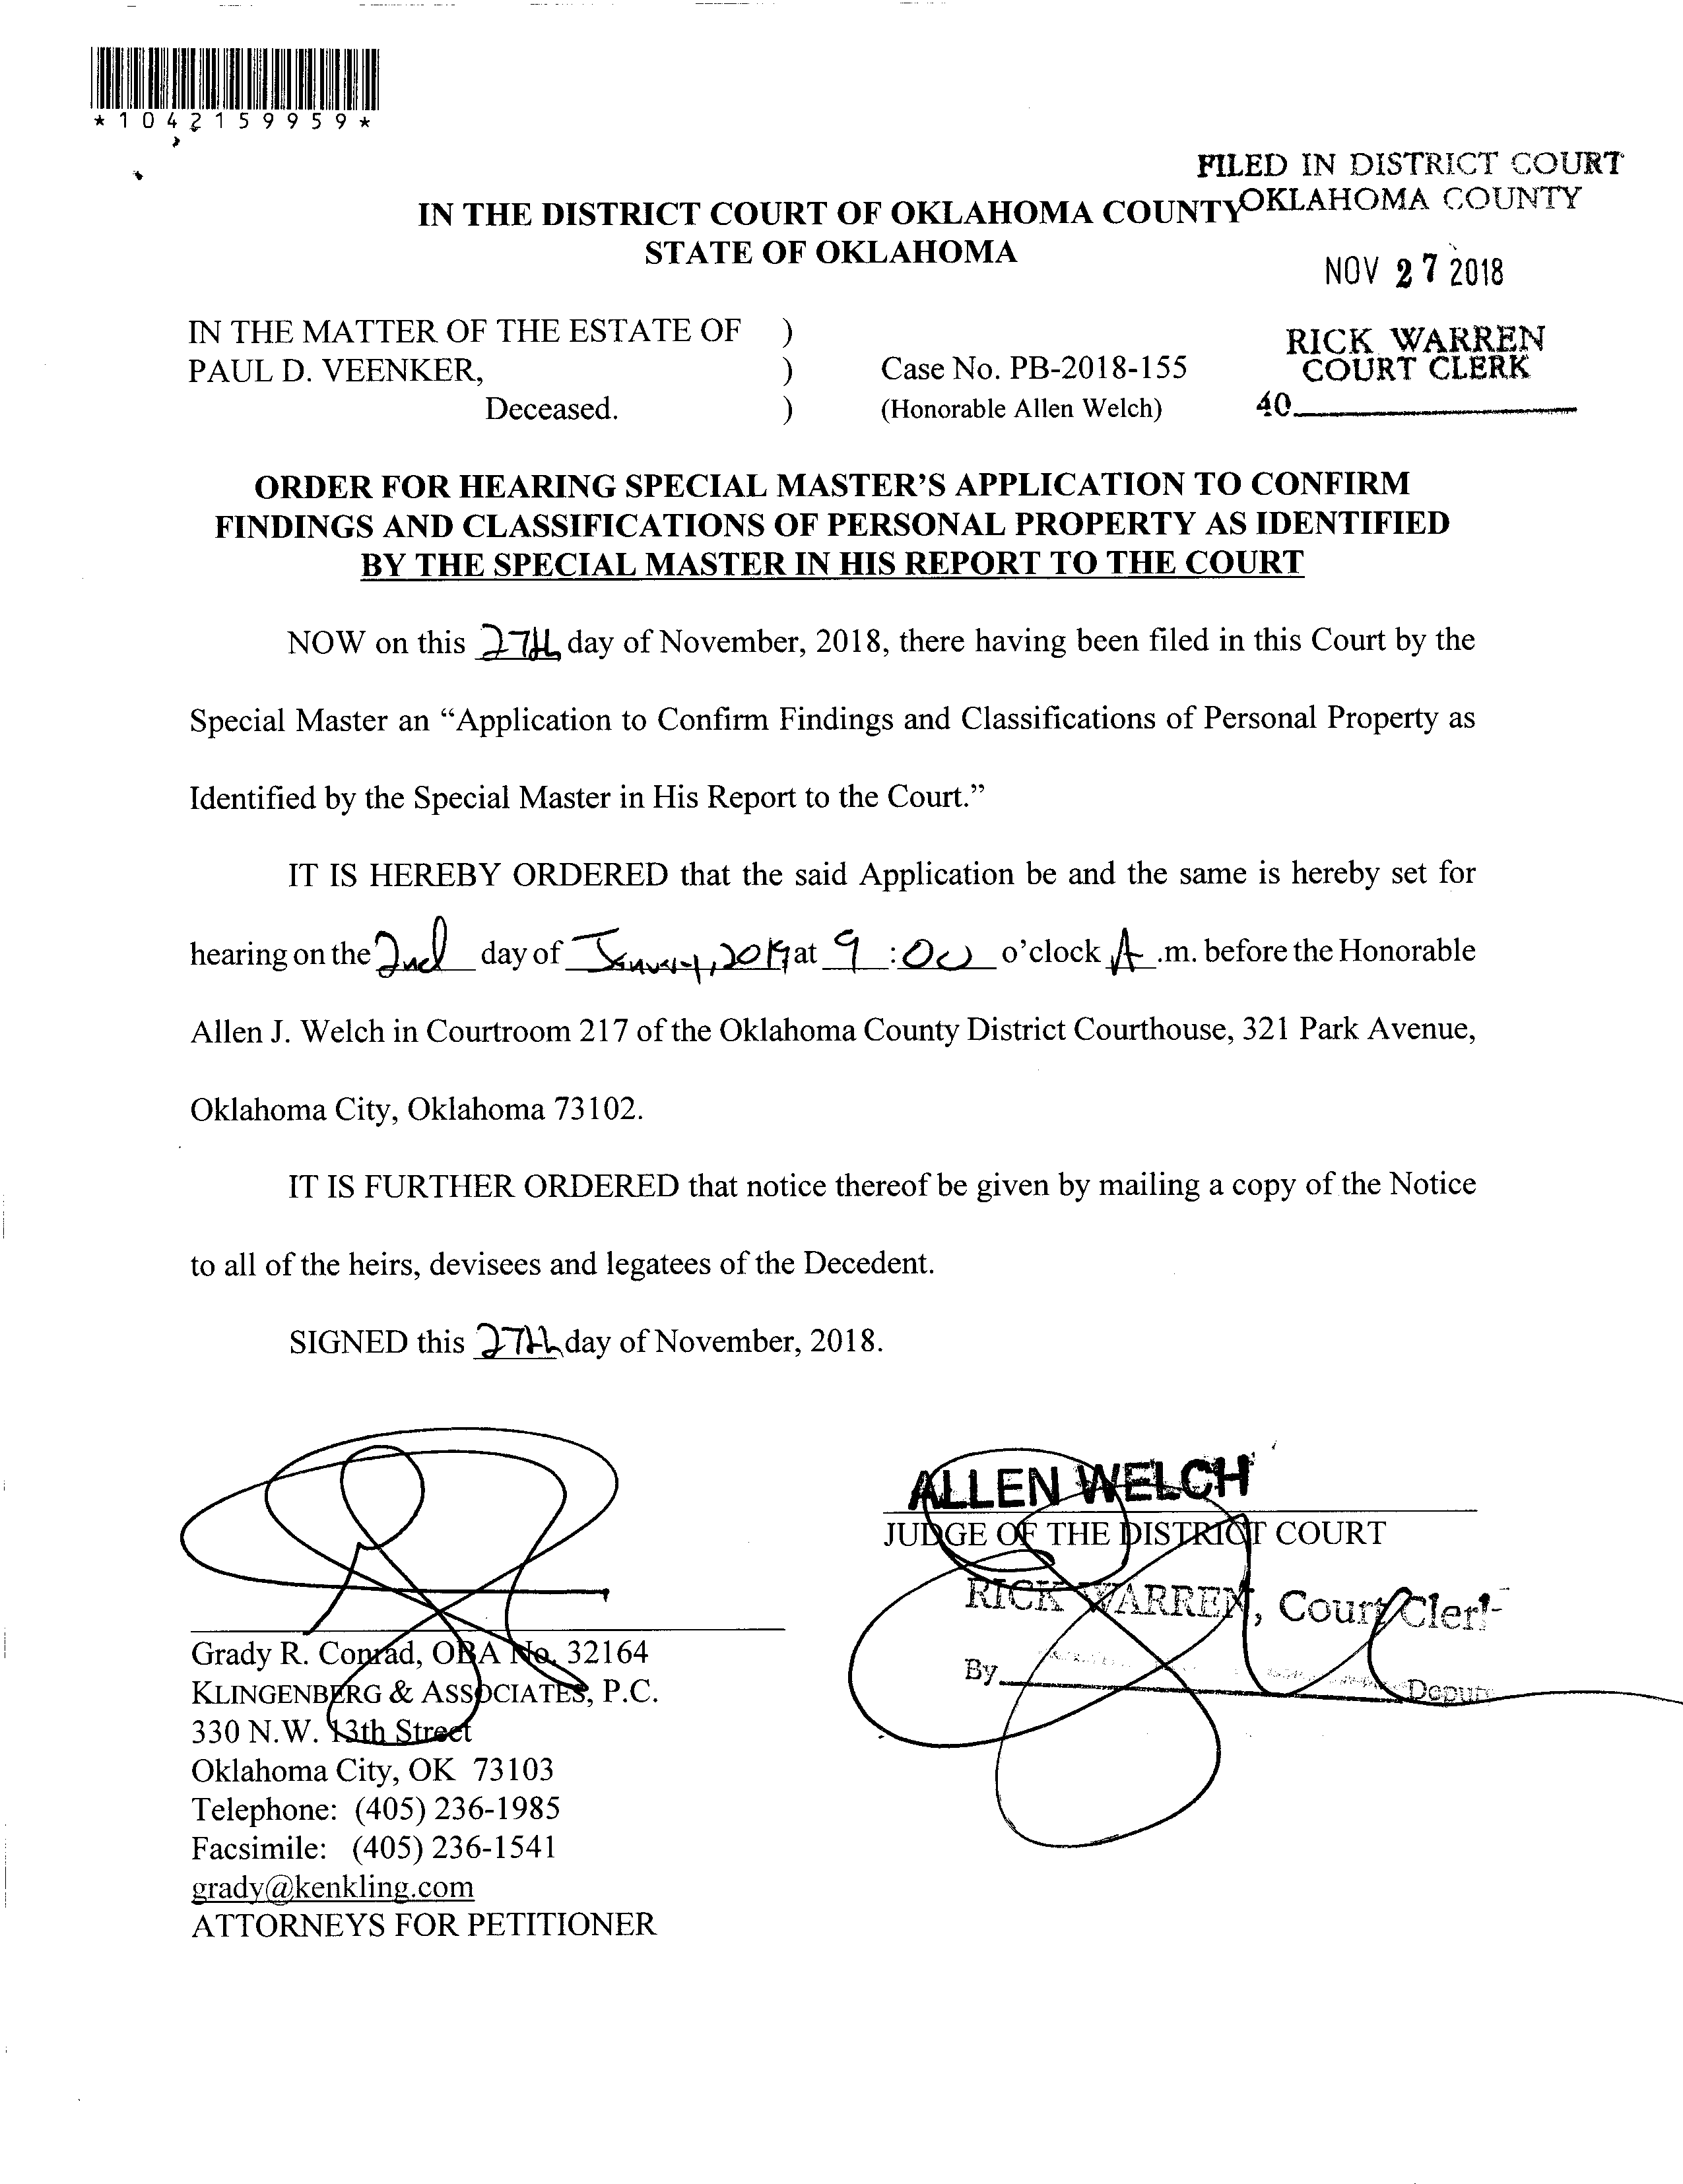 *1042159959*
FILED IN DISTRICT COURT
OKLAHOMA COUNTY
IN THE DISTRICT COURT OF OKLAHOMA COUNTY
STATE OF OKLAHOMA
NOV 27 2018
IN THE MATTER OF THE ESTATE OF )
PAUL D. VEENKER, ) Case No. PB-2018-155
Deceased. ) (Honorable Allen Welch)
RICK WARREN
COURT CLERK
40
ORDER FOR HEARING SPECIAL MASTER'S APPLICATION TO CONFIRM
FINDINGS AND CLASSIFICATIONS OF PERSONAL PROPERTY AS IDENTIFIED
BY THE SPECIAL MASTER IN HIS REPORT TO THE COURT
NOW on this 27th day of November, 2018, there having been filed in this Court by the
Special Master an “Application to Confirm Findings and Classifications of Personal Property as
Identified by the Special Master in His Report to the Court.”
IT IS HEREBY ORDERED that the said Application be and the same is hereby set for
hearing on the 2nd day of January, 2019 at 9 :00 o'clock A .m. before the Honorable
Allen J. Welch in Courtroom 217 of the Oklahoma County District Courthouse, 321 Park Avenue,
Oklahoma City, Oklahoma 73102.
IT IS FURTHER ORDERED that notice thereof be given by mailing a copy of the Notice
to all of the heirs, devisees and legatees of the Decedent.
SIGNED this 27th day of November, 2018.
ALLEN WELCH
JUDGE OF THE DISTRICT COURT
RICK WARREN, Court Clerk
By Deputy
Grady R. Conrad, OBA No. 32164
KLINGENBERG & ASSOCIATES, P.C.
330 N.W. 13th Street
Oklahoma City, OK 73103
Telephone: (405) 236-1985
Facsimile: (405) 236-1541
grady@kenkling.com
ATTORNEYS FOR PETITIONER